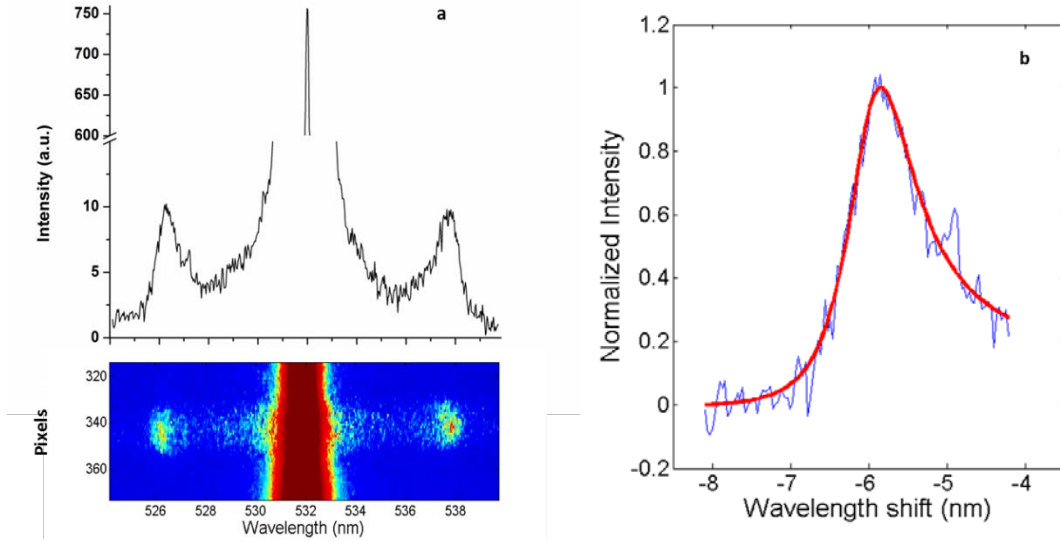 a
750
700
650
600
10
5
0
Intensity (a.u.)
320
340
360
Pixels
526 528 530 532 534 536 538
Wavelength (nm)
b
1.2
1
0.8
0.6
0.4
0.2
0
-0.2
Normalized Intensity
-8 -7 -6 -5 -4
Wavelength shift (nm)